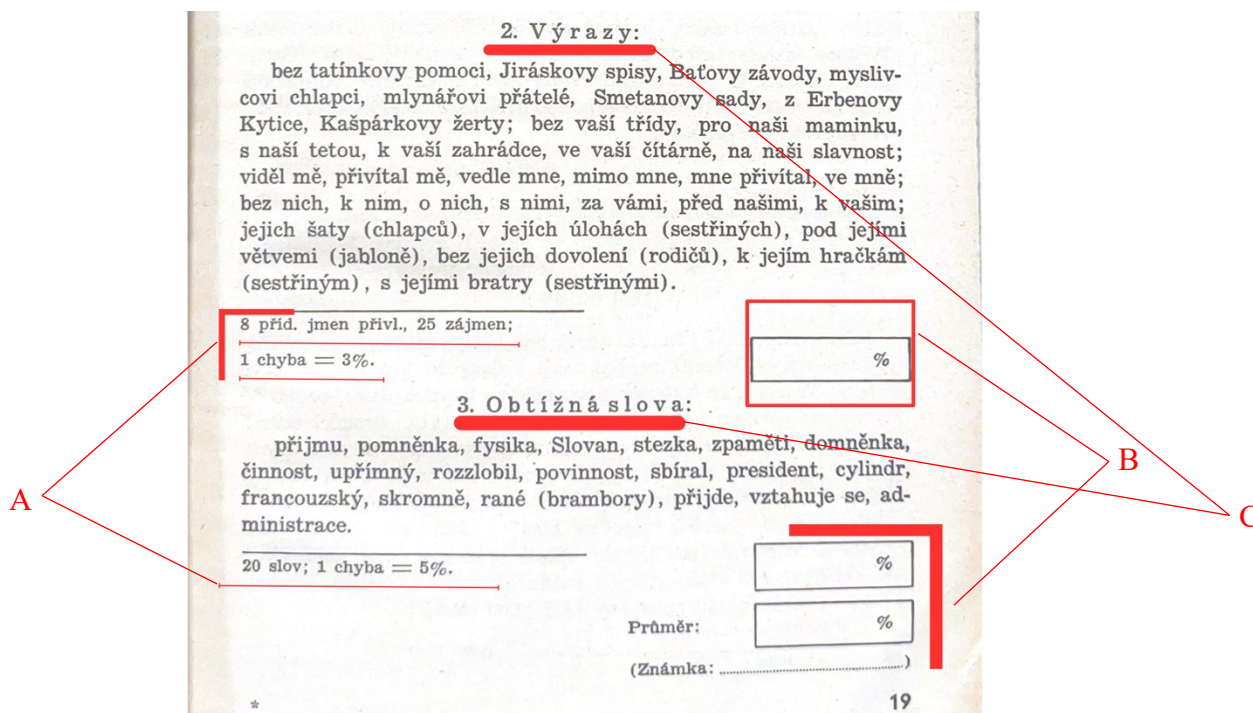 2. Výrazy:
bez tatínkovy pomoci, Jiráskovy spisy, Baťovy závody, mysliv-
covi chlapci, mlynářovi přátelé, Smetanovy sady, z Erbenovy
Kytice, Kašpárkovy žerty; bez vaší třídy, pro naši maminku,
s naší tetou, k vaší zahrádce, ve vaší čítárně, na naši slavnost;
viděl mě, přivítal mě, vedle mne, mimo mne, mne přivítal, ve mně;
bez nich, k nim, o nich, s nimi, za vámi, před našimi, k vašim;
jejich šaty (chlapců), v jejích úlohách (sestřiných), pod jejími
větvemi (jabloně), bez jejich dovolení (rodičů), k jejím hračkám
(sestřiným), s jejími bratry (sestřinými).
8 příd. jmen přivl., 25 zájmen;
1 chyba = 3%.
%
3. Obtížná slova:
přijmu, pomněnka, fysika, Slovan, stezka, zpaměti, domněnka,
činnost, upřímný, rozzlobil, povinnost, sbíral, president, cylindr,
francouzský, skromně, rané (brambory), přijde, vztahuje se, ad-
ministrace.
20 slov; 1 chyba = 5%.
%
Průměr: %
(Známka: ..............................)
* 19
A
B
C